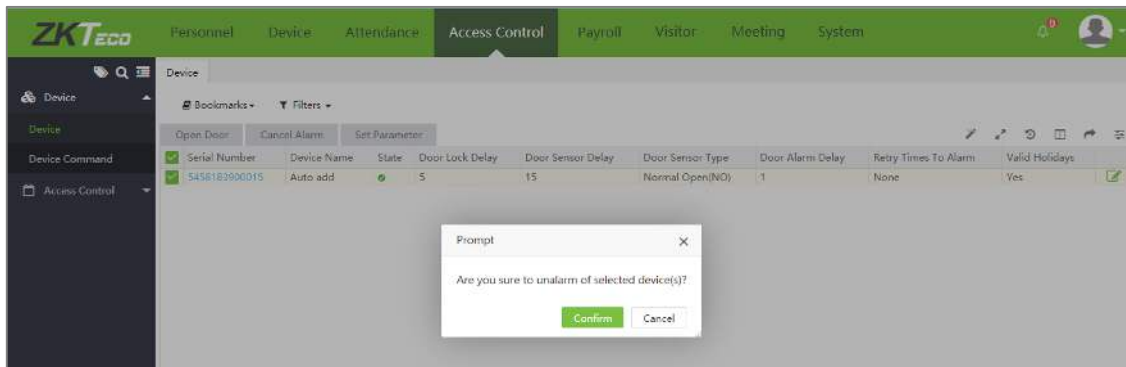 ZKTECO Personnel Device Attendance Access Control Payroll Visitor Meeting System 0
Device
Device
Bookmarks Filters
Device
Open Door Cancel Alarm Set Parameter
Device Command
Serial Number Device Name State Door Lock Delay Door Sensor Delay Door Sensor Type Door Alarm Delay Retry Times To Alarm Valid Holidays
5458183900015 Auto add 5 15 Normal Open(NO) 1 None Yes
Access Control
Prompt
Are you sure to unalarm of selected device(s)?
Confirm Cancel